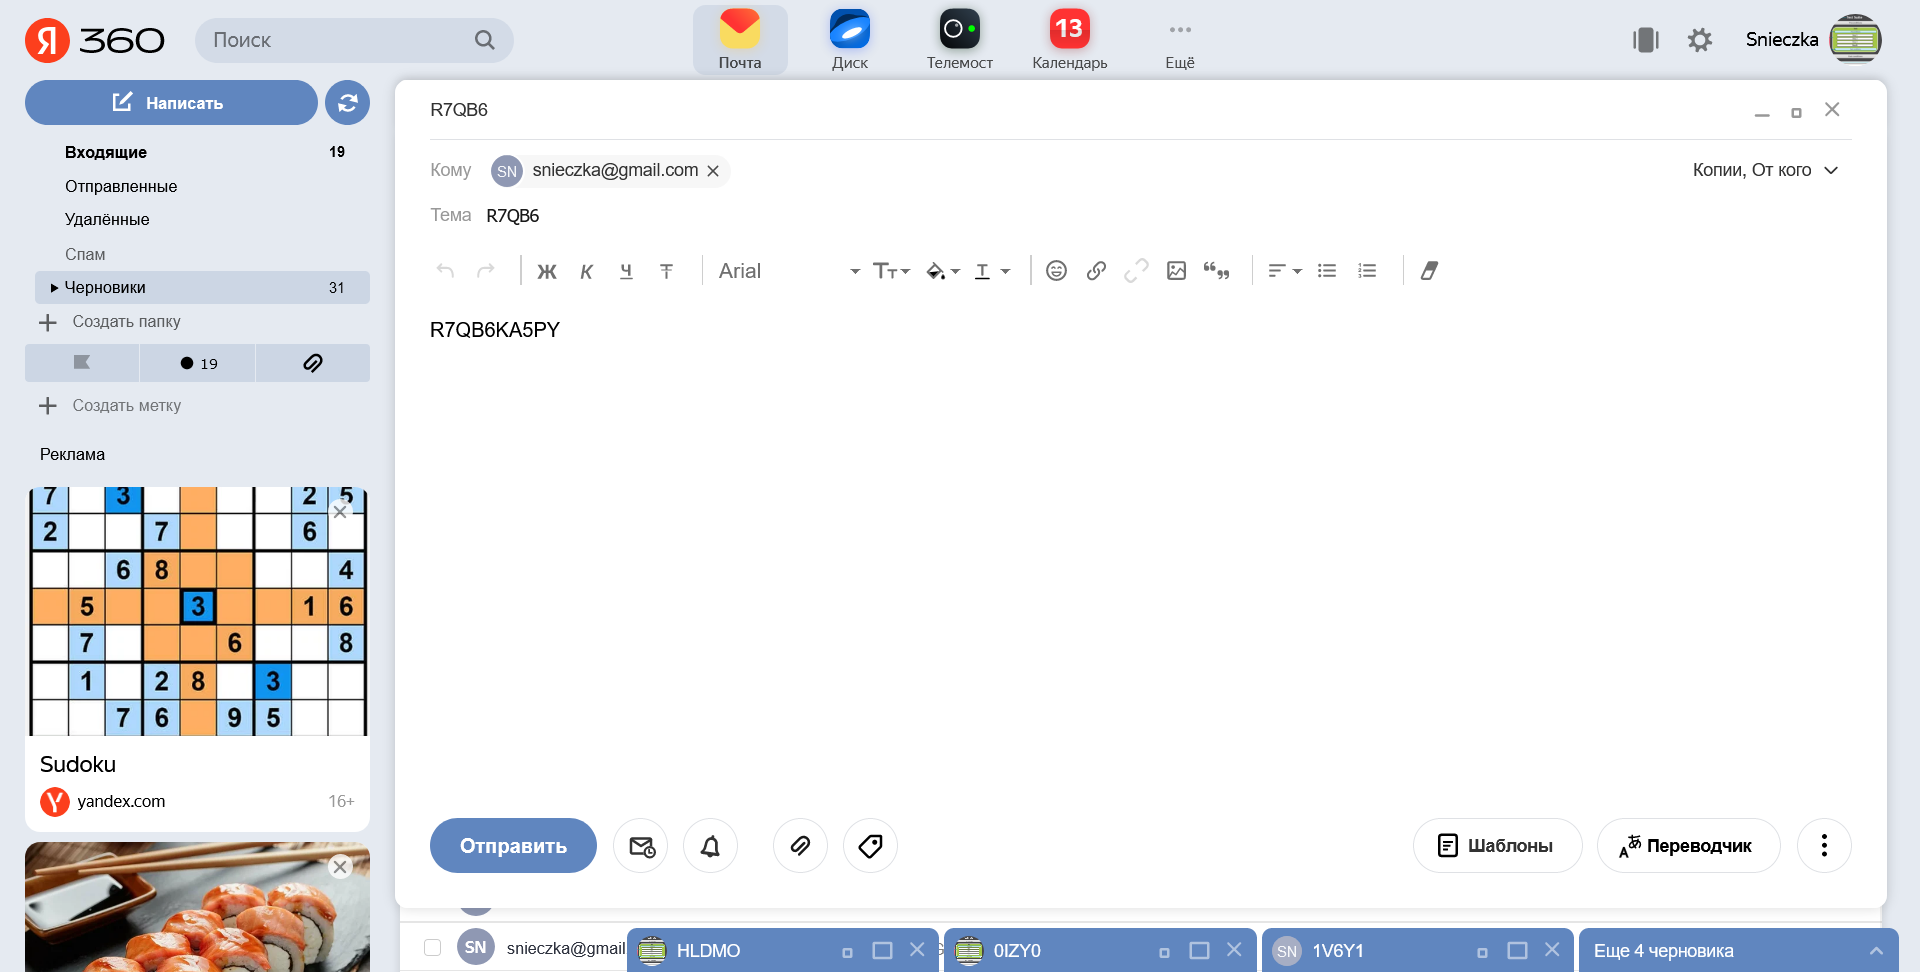 Я 360
Поиск
Почта
Диск
Телемост
13
Календарь
Ещё
Snieczka
Написать
Входящие 19
Отправленные
Удалённые
Спам
Черновики 31
Создать папку
19
Создать метку
Реклама
7 3 2 5
2 7 6
6 8 4
5 3 1 6
7 6 8
1 2 8 3
7 6 9 5
Sudoku
yandex.com 16+
R7QB6
Кому SN snieczka@gmail.com
Копии, От кого
Тема R7QB6
Ж К Ч Т Arial
R7QB6KA5PY
Отправить
Шаблоны
Переводчик
SN snieczka@gmail
HLDMO
0IZY0
SN 1V6Y1
Еще 4 черновика